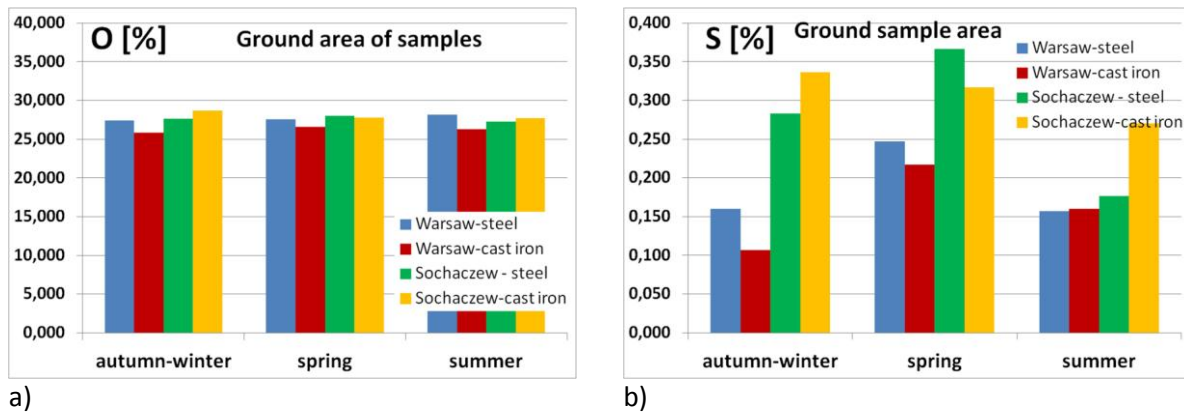 O [%] Ground area of samples
40,000
35,000
30,000
25,000
20,000
15,000
10,000
5,000
0,000
Warsaw-steel
Warsaw-cast iron
Sochaczew - steel
Sochaczew-cast iron
autumn-winter spring summer
a)
S [%] Ground sample area
0,400
0,350
0,300
0,250
0,200
0,150
0,100
0,050
0,000
Warsaw-steel
Warsaw-cast iron
Sochaczew - steel
Sochaczew-cast iron
autumn-winter spring summer
b)